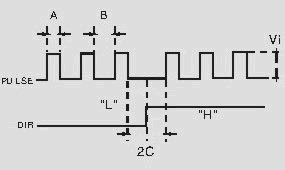 A B
Vi
PULSE
"L" "H"
DIR
2C